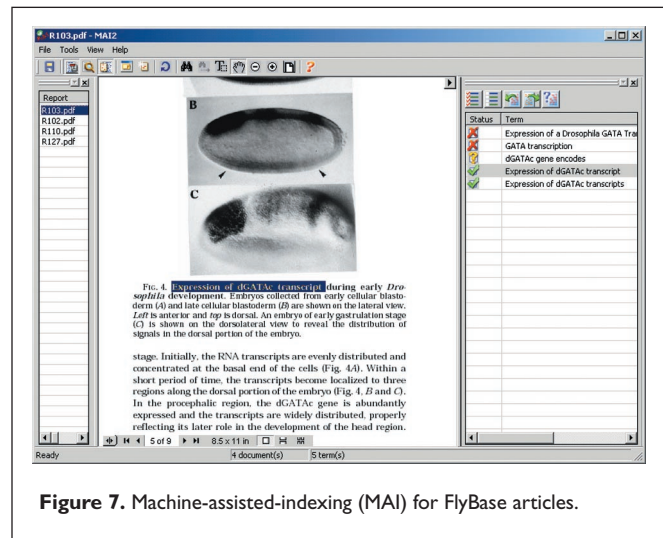 R103.pdf - MAI2
File Tools View Help
Report
R103.pdf
R102.pdf
R110.pdf
R127.pdf
B
C
FIG. 4. Expression of dGATAc transcript during early Dro-
sophila development. Embryos collected from early cellular blasto-
derm (A) and late cellular blastoderm (B) are shown on the lateral view.
Left is anterior and top is dorsal. An embryo of early gastrulation stage
(C) is shown on the dorsolateral view to reveal the distribution of
signals in the dorsal portion of the embryo.
stage. Initially, the RNA transcripts are evenly distributed and
concentrated at the basal end of the cells (Fig. 4A). Within a
short period of time, the transcripts become localized to three
regions along the dorsal portion of the embryo (Fig. 4, B and C).
In the procephalic region, the dGATAc gene is abundantly
expressed and the transcripts are widely distributed, properly
reflecting its later role in the development of the head region.
5 of 9 8.5 x 11 in
Status Term
Expression of a Drosophila GATA Tra
GATA transcription
dGATAc gene encodes
Expression of dGATAc transcript
Expression of dGATAc transcripts
Ready 4 document(s) 5 term(s)
Figure 7. Machine-assisted-indexing (MAI) for FlyBase articles.